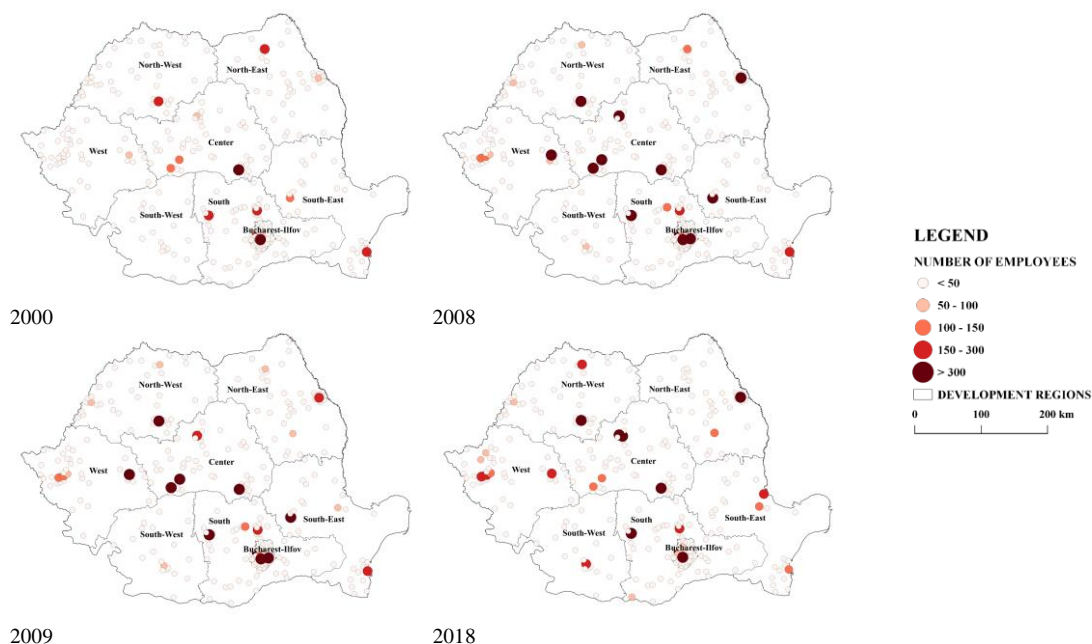 North-West
North-East
West
Center
South-West
South
South-East
Bucharest-Ilfov
2000
North-West
North-East
West
Center
South-West
South
South-East
Bucharest-Ilfov
2008
North-West
North-East
West
Center
South-West
South
South-East
Bucharest-Ilfov
2009
North-West
North-East
West
Center
South-West
South
South-East
Bucharest-Ilfov
2018
LEGEND
NUMBER OF EMPLOYEES
< 50
50 - 100
100 - 150
150 - 300
> 300
DEVELOPMENT REGIONS
0 100 200 km